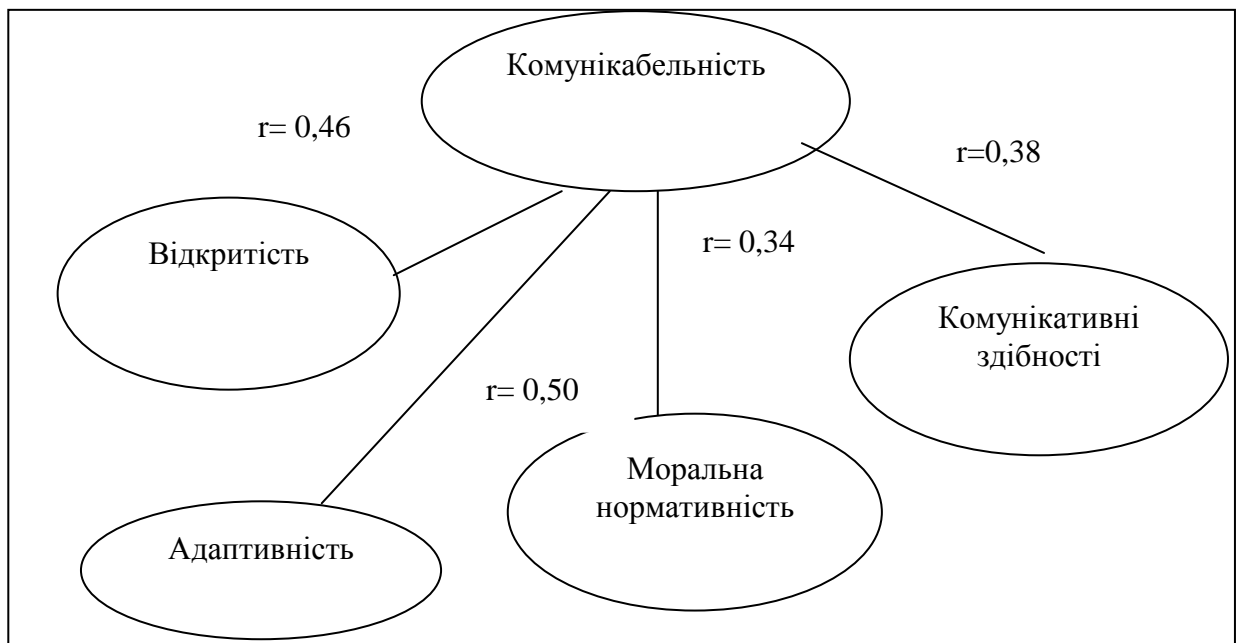 Комунікабельність
r= 0,46
r=0,38
r= 0,34
Відкритість
Комунікативні
здібності
r= 0,50
Моральна
нормативність
Адаптивність